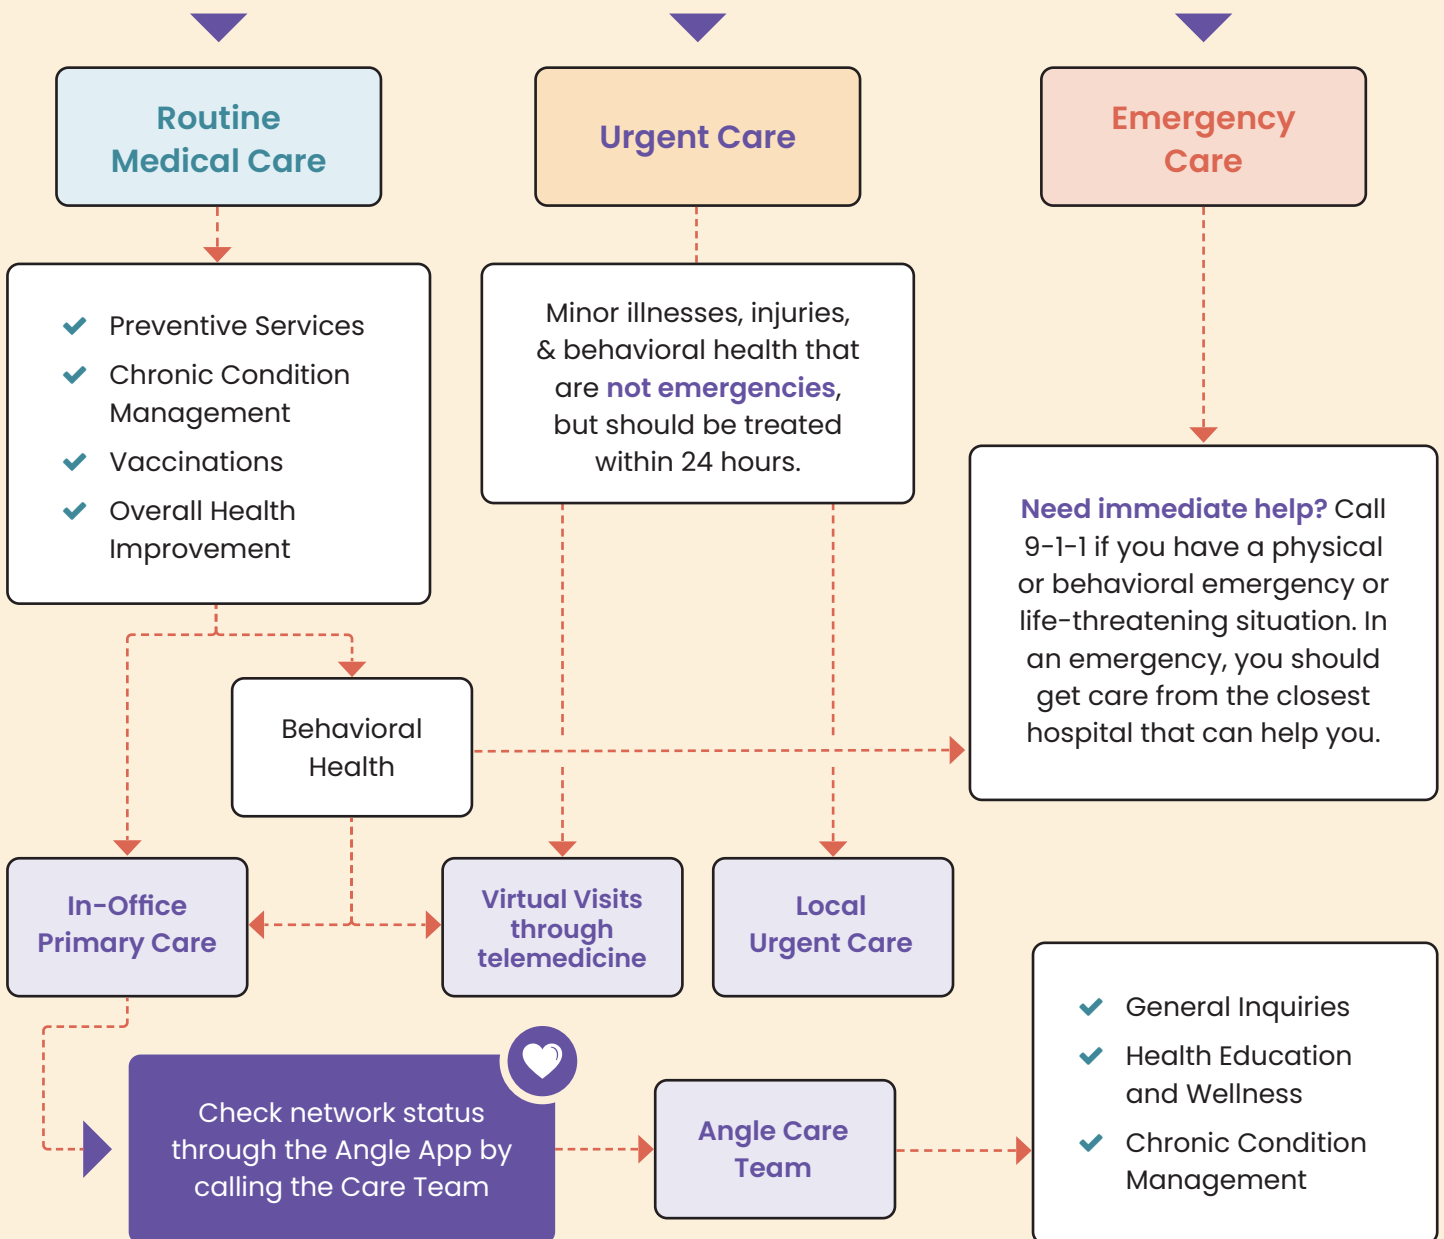 Routine
Medical Care
Urgent Care
Emergency
Care
Preventive Services
Chronic Condition
Management
Vaccinations
Overall Health
Improvement
Minor illnesses, injuries,
& behavioral health that
are not emergencies,
but should be treated
within 24 hours.
Need immediate help? Call
9-1-1 if you have a physical
or behavioral emergency or
life-threatening situation. In
an emergency, you should
get care from the closest
hospital that can help you.
Behavioral
Health
In-Office
Primary Care
Virtual Visits
through
telemedicine
Local
Urgent Care
Check network status
through the Angle App by
calling the Care Team
Angle Care
Team
General Inquiries
Health Education
and Wellness
Chronic Condition
Management